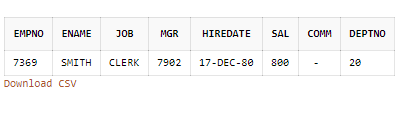 EMPNO ENAME JOB MGR HIREDATE SAL COMM DEPTNO
7369 SMITH CLERK 7902 17-DEC-80 800 - 20
Download CSV